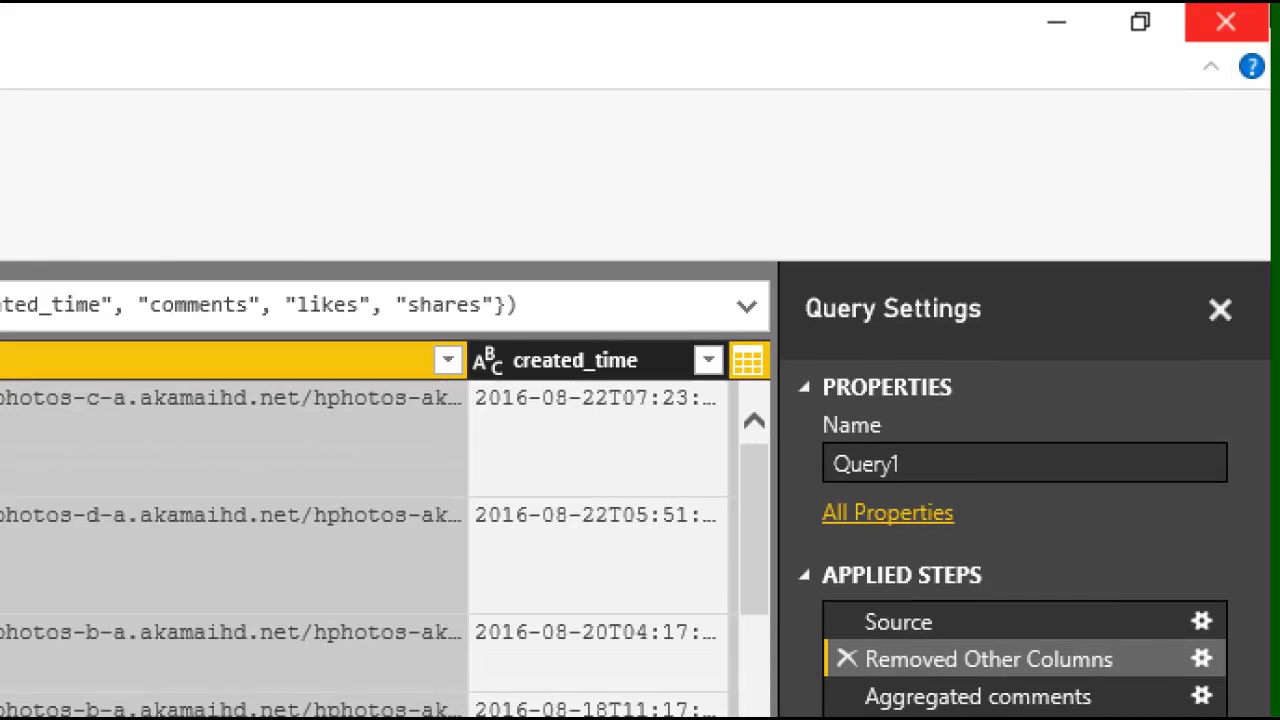 ?
ated_time", "comments", "likes", "shares"})
Query Settings
ABC created_time
photos-c-a.akamaihd.net/hphotos-ak… 2016-08-22T07:23:…
photos-d-a.akamaihd.net/hphotos-ak… 2016-08-22T05:51:…
photos-b-a.akamaihd.net/hphotos-ak… 2016-08-20T04:17:…
photos-b-a.akamaihd.net/hphotos-ak… 2016-08-18T11:17:…
PROPERTIES
Name
Query1
All Properties
APPLIED STEPS
Source
Removed Other Columns
Aggregated comments